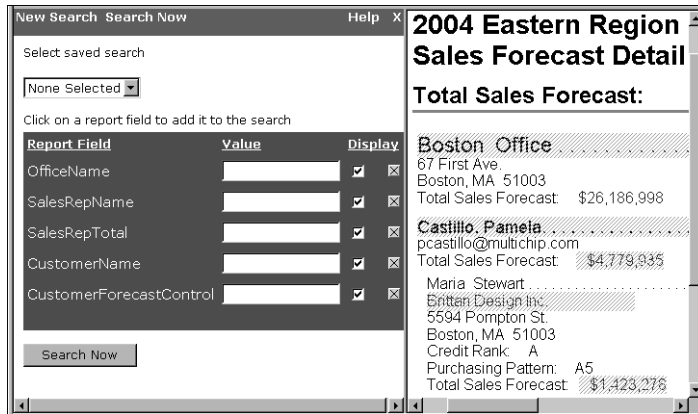 New Search Search Now Help X
Select saved search
None Selected
Click on a report field to add it to the search
Report Field Value Display
OfficeName
SalesRepName
SalesRepTotal
CustomerName
CustomerForecastControl
Search Now
2004 Eastern Region
Sales Forecast Detail
Total Sales Forecast:
Boston Office . . . . . . . . . . . .
67 First Ave.
Boston, MA 51003
Total Sales Forecast: $26,186,998
Castillo, Pamela. . . . . . . . . . . . . .
pcastillo@multichip.com
Total Sales Forecast: $4,779,935
Maria Stewart . . . . . . . . . . . . . . . .
Brittan Design Inc.
5594 Pompton St.
Boston, MA 51003
Credit Rank: A
Purchasing Pattern: A5
Total Sales Forecast: $1,423,276